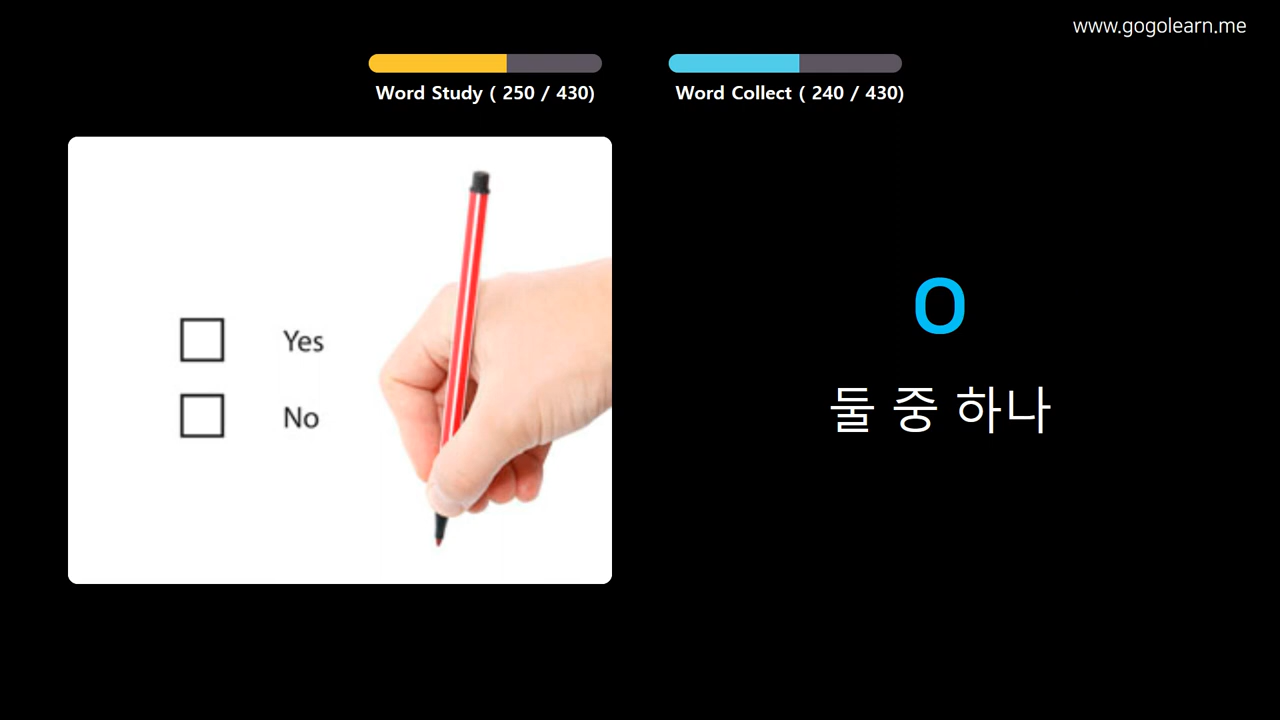 www.gogolearn.me
Word Study ( 250 / 430)
Word Collect ( 240 / 430)
Yes
No
o
둘 중 하나